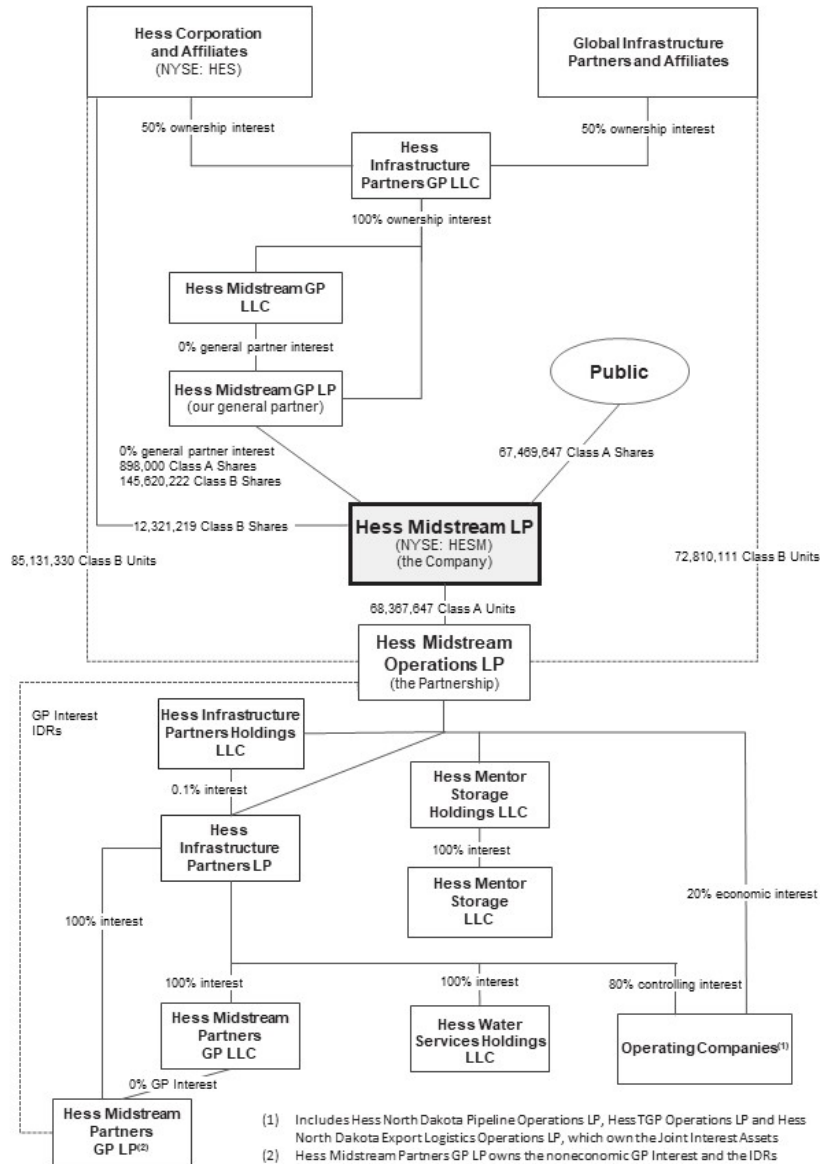 Hess Corporation
and Affiliates
(NYSE: HES)
Global Infrastructure
Partners and Affiliates
50% ownership interest
50% ownership interest
Hess
Infrastructure
Partners GP LLC
100% ownership interest
Hess Midstream GP
LLC
0% general partner interest
Hess Midstream GP LP
(our general partner)
Public
0% general partner interest
898,000 Class A Shares
145,620,222 Class B Shares
67,469,647 Class A Shares
12,321,219 Class B Shares
Hess Midstream LP
(NYSE: HESM)
(the Company)
85,131,330 Class B Units
72,810,111 Class B Units
68,367,647 Class A Units
Hess Midstream
Operations LP
(the Partnership)
GP Interest
IDRs
Hess Infrastructure
Partners Holdings
LLC
0.1% interest
Hess Mentor
Storage
Holdings LLC
Hess
Infrastructure
Partners LP
100% interest
Hess Mentor
Storage
LLC
100% interest
20% economic interest
100% interest
100% interest
80% controlling interest
Hess Midstream
Partners
GP LLC
Hess Water
Services Holdings
LLC
Operating Companies(1)
0% GP Interest
Hess Midstream
Partners
GP LP(2)
(1) Includes Hess North Dakota Pipeline Operations LP, Hess TGP Operations LP and Hess
North Dakota Export Logistics Operations LP, which own the Joint Interest Assets
(2) Hess Midstream Partners GP LP owns the noneconomic GP Interest and the IDRs